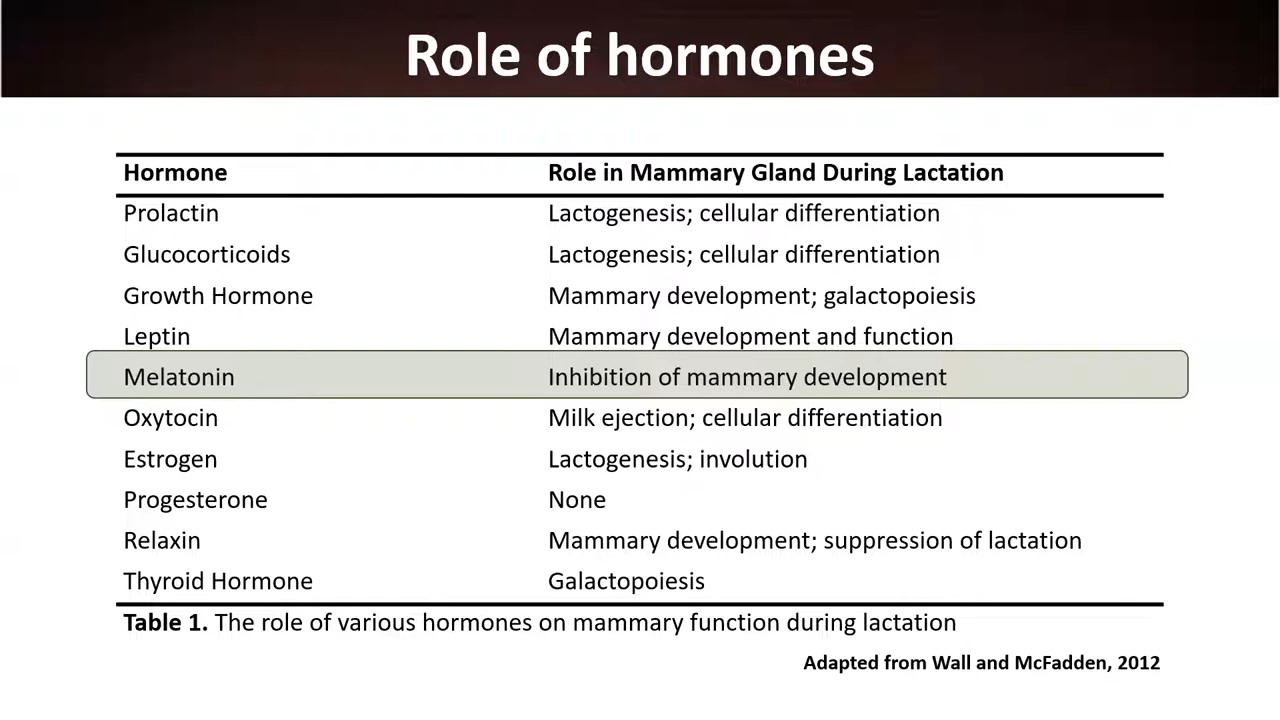 Role of hormones
Hormone Role in Mammary Gland During Lactation
Prolactin Lactogenesis; cellular differentiation
Glucocorticoids Lactogenesis; cellular differentiation
Growth Hormone Mammary development; galactopoiesis
Leptin Mammary development and function
Melatonin Inhibition of mammary development
Oxytocin Milk ejection; cellular differentiation
Estrogen Lactogenesis; involution
Progesterone None
Relaxin Mammary development; suppression of lactation
Thyroid Hormone Galactopoiesis
Table 1. The role of various hormones on mammary function during lactation
Adapted from Wall and McFadden, 2012